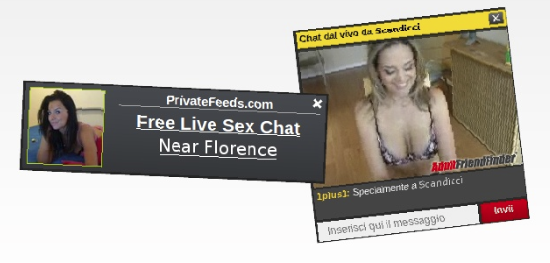 PrivateFeeds.com
Free Live Sex Chat
Near Florence
Chat dal vivo da Scandicci
AdultFriendFinder
1plus1: Specialmente a Scandicci
Inserisci qui il messaggio
Invii